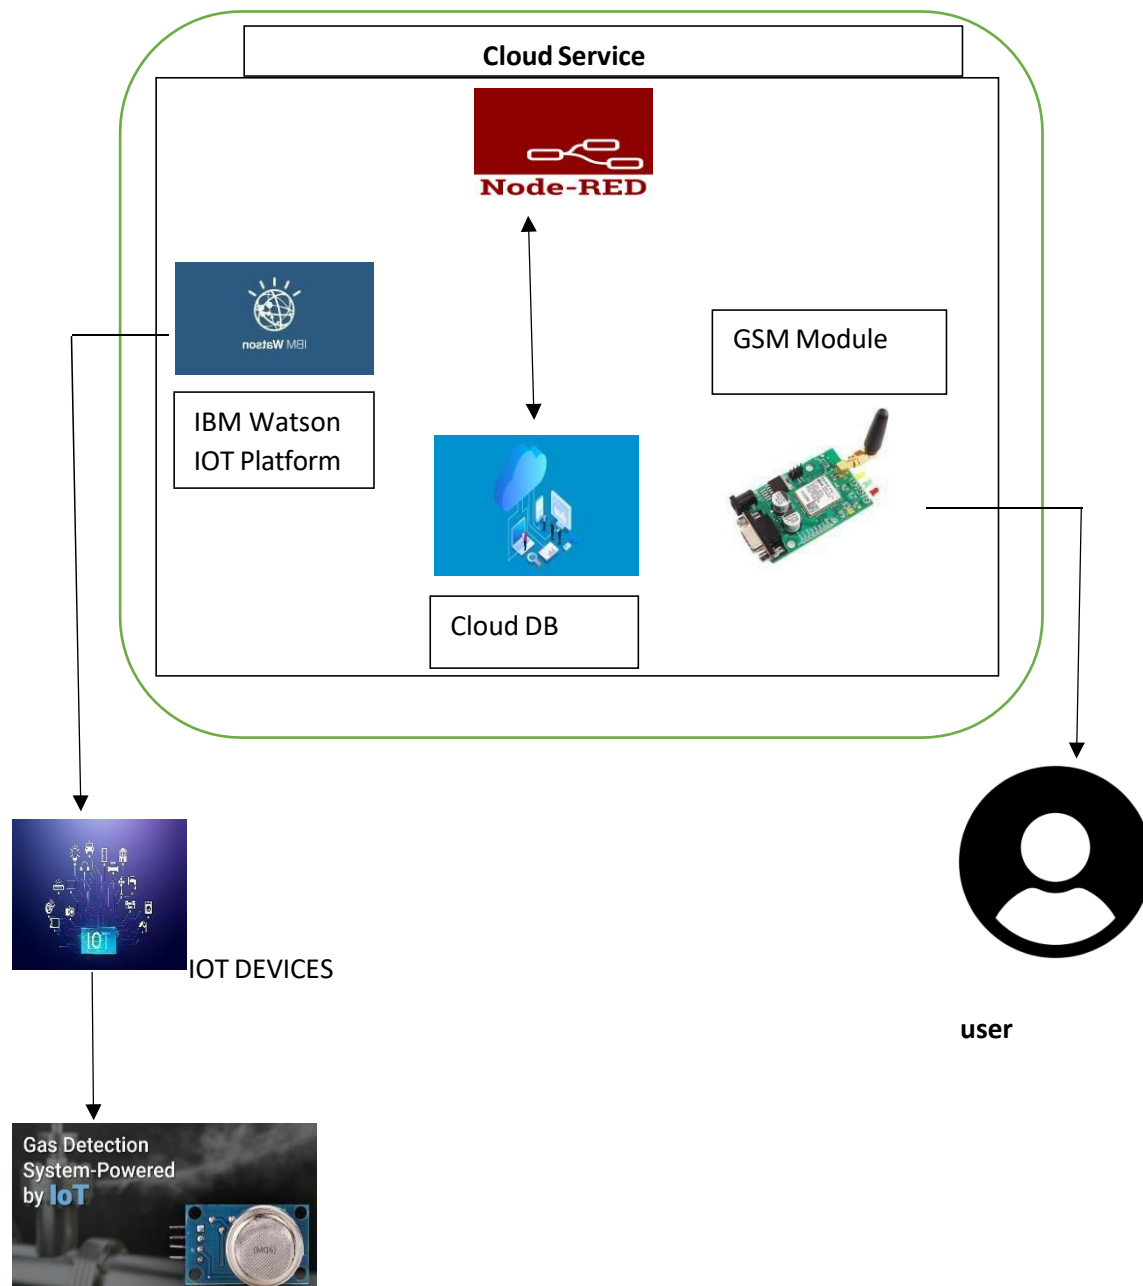 Cloud Service
Node-RED
IBM Watson
IBM Watson
IOT Platform
GSM Module
Cloud DB
IOT
IOT DEVICES
user
Gas Detection
System-Powered
by IoT
(MQ6)